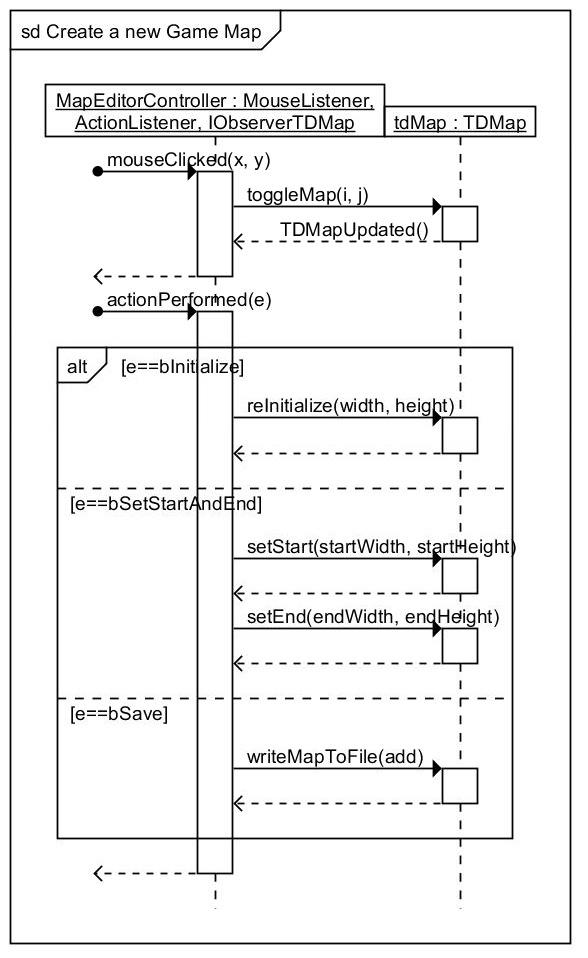 sd Create a new Game Map
MapEditorController : MouseListener,
ActionListener, IObserverTDMap
tdMap : TDMap
mouseClicked(x, y)
toggleMap(i, j)
TDMapUpdated()
actionPerformed(e)
alt
[e==bInitialize]
reInitialize(width, height)
[e==bSetStartAndEnd]
setStart(startWidth, startHeight)
setEnd(endWidth, endHeight)
[e==bSave]
writeMapToFile(add)